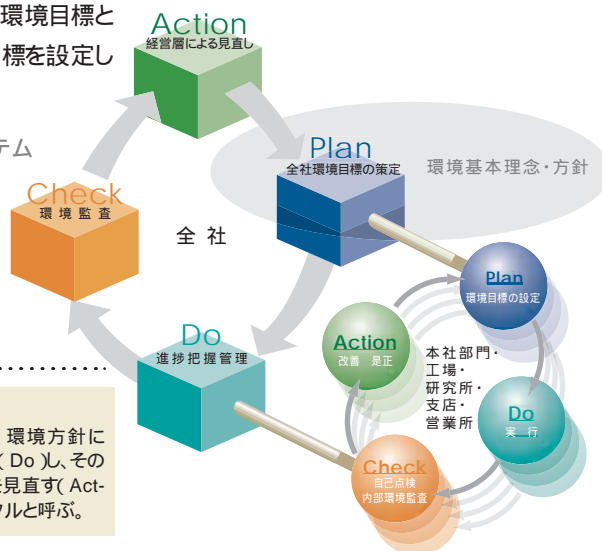 環境目標と
標を設定し
テム
Action
経営層による見直し
Plan
全社環境目標の策定
環境基本理念・方針
Check
環境監査
全社
Do
進捗把握管理
Plan
環境目標の設定
Action
改善 是正
本社部門・
工場・
研究所・
支店・
営業所
Do
実行
Check
自己点検
内部環境監査
環境方針に
(Do)し、その
を見直す(Act-
クルと呼ぶ。